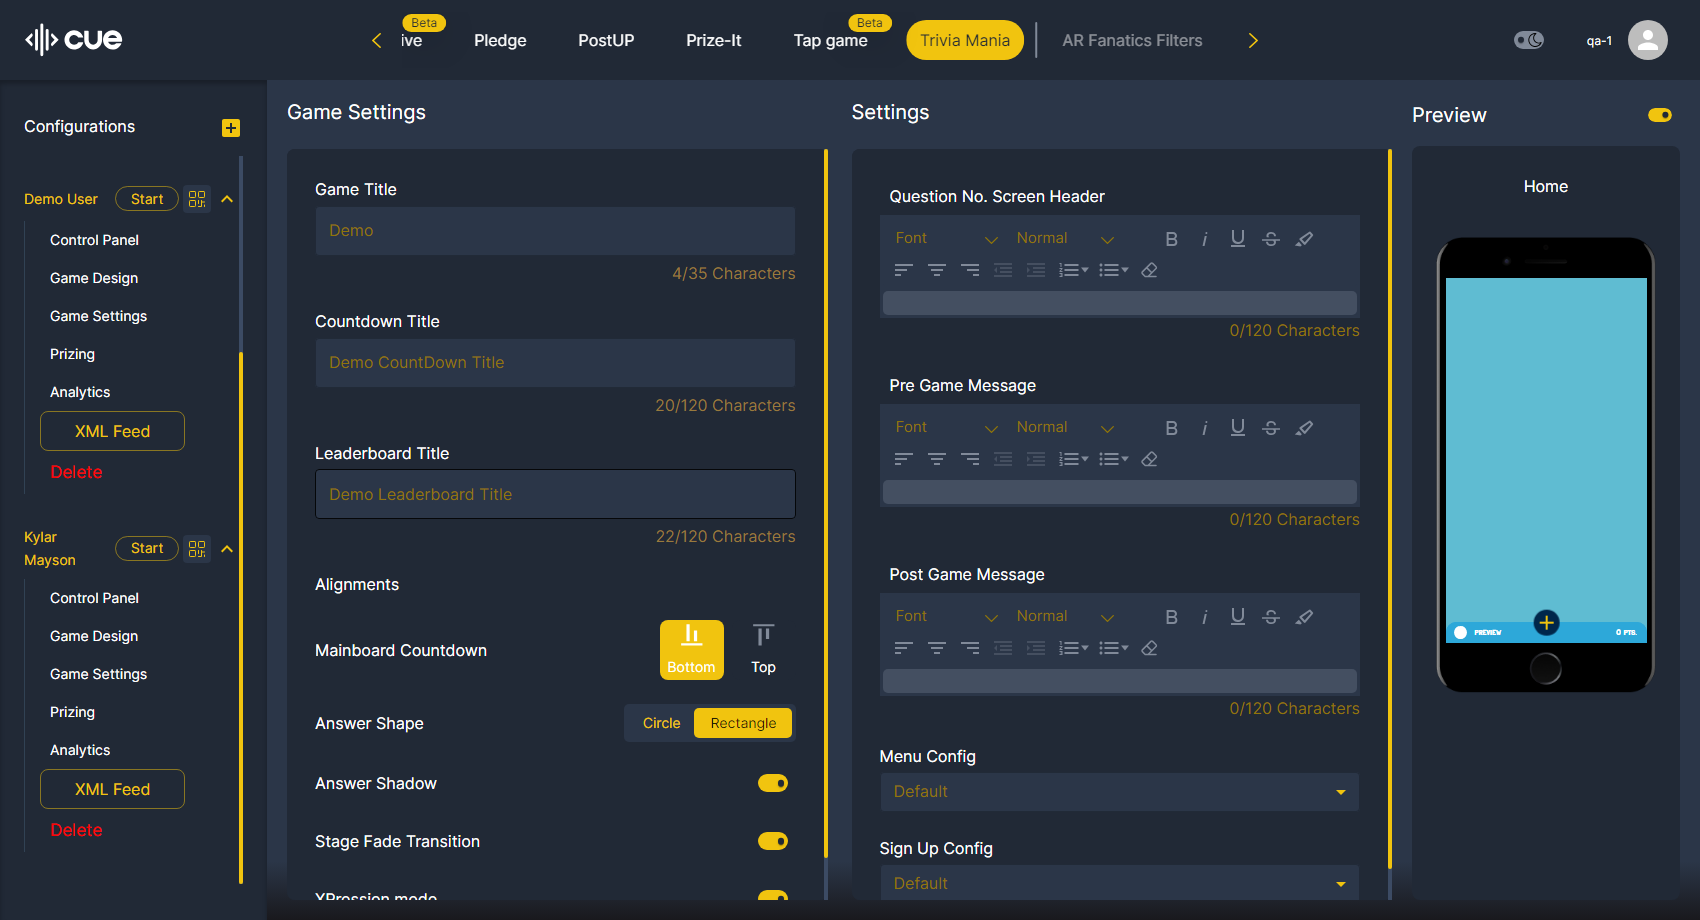 cue
Beta
ive
Pledge
PostUP
Prize-It
Tap game
Beta
Trivia Mania
AR Fanatics Filters
qa-1
Configurations
Demo User
Start
Control Panel
Game Design
Game Settings
Prizing
Analytics
XML Feed
Delete
Kylar
Mayson
Start
Control Panel
Game Design
Game Settings
Prizing
Analytics
XML Feed
Delete
Game Settings
Game Title
Demo
4/35 Characters
Countdown Title
Demo CountDown Title
20/120 Characters
Leaderboard Title
Demo Leaderboard Title
22/120 Characters
Alignments
Mainboard Countdown
Bottom
Top
Answer Shape
Circle
Rectangle
Answer Shadow
Stage Fade Transition
XPression mode
Settings
Question No. Screen Header
Font
Normal
B i U S
0/120 Characters
Pre Game Message
Font
Normal
B i U S
0/120 Characters
Post Game Message
Font
Normal
B i U S
0/120 Characters
Menu Config
Default
Sign Up Config
Default
Preview
Home
PREVIEW
0 PTS.